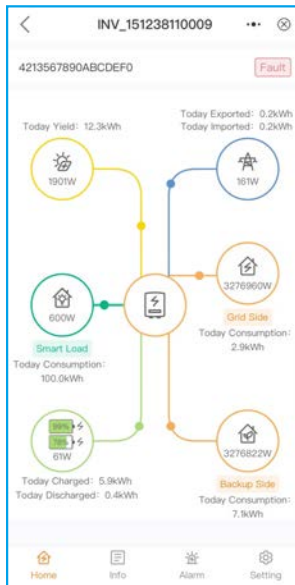 INV_151238110009
4213567890ABCDEF0
Fault
Today Yield: 12.3kWh
Today Exported: 0.2kWh
Today Imported: 0.2kWh
1901W
161W
600W
3276960W
Smart Load
Today Consumption:
100.0kWh
Grid Side
Today Consumption:
2.9kWh
99%
78%
61W
3276822W
Today Charged: 5.9kWh
Today Discharged: 0.4kWh
Backup Side
Today Consumption:
7.1kWh
Home
Info
Alarm
Setting